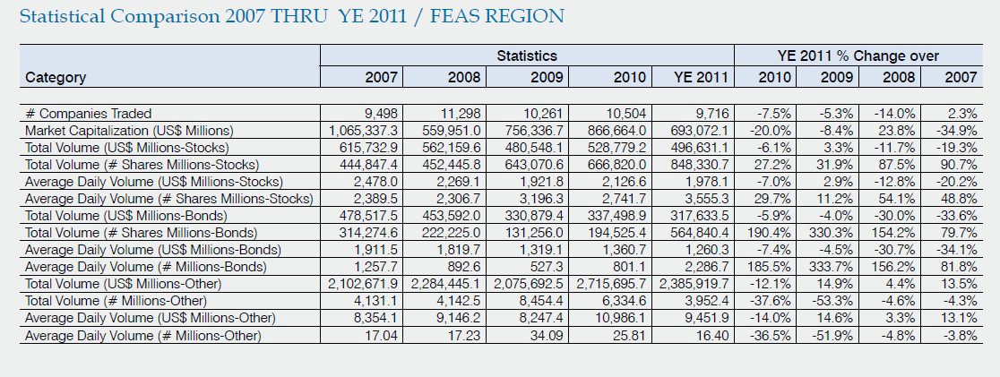 Statistical Comparison 2007 THRU YE 2011 / FEAS REGION
Statistics YE 2011 % Change over
Category 2007 2008 2009 2010 YE 2011 2010 2009 2008 2007
# Companies Traded 9,498 11,298 10,261 10,504 9,716 -7.5% -5.3% -14.0% 2.3%
Market Capitalization (US$ Millions) 1,065,337.3 559,951.0 756,336.7 866,664.0 693,072.1 -20.0% -8.4% 23.8% -34.9%
Total Volume (US$ Millions-Stocks) 615,732.9 562,159.6 480,548.1 528,779.2 496,631.1 -6.1% 3.3% -11.7% -19.3%
Total Volume (# Shares Millions-Stocks) 444,847.4 452,445.8 643,070.6 666,820.0 848,330.7 27.2% 31.9% 87.5% 90.7%
Average Daily Volume (US$ Millions-Stocks) 2,478.0 2,269.1 1,921.8 2,126.6 1,978.1 -7.0% 2.9% -12.8% -20.2%
Average Daily Volume (# Shares Millions-Stocks) 2,389.5 2,306.7 3,196.3 2,741.7 3,555.3 29.7% 11.2% 54.1% 48.8%
Total Volume (US$ Millions-Bonds) 478,517.5 453,592.0 330,879.4 337,498.9 317,633.5 -5.9% -4.0% -30.0% -33.6%
Total Volume (# Shares Millions-Bonds) 314,274.6 222,225.0 131,256.0 194,525.4 564,840.4 190.4% 330.3% 154.2% 79.7%
Average Daily Volume (US$ Millions-Bonds) 1,911.5 1,819.7 1,319.1 1,360.7 1,260.3 -7.4% -4.5% -30.7% -34.1%
Average Daily Volume (# Millions-Bonds) 1,257.7 892.6 527.3 801.1 2,286.7 185.5% 333.7% 156.2% 81.8%
Total Volume (US$ Millions-Other) 2,102,671.9 2,284,445.1 2,075,692.5 2,715,695.7 2,385,919.7 -12.1% 14.9% 4.4% 13.5%
Total Volume (# Millions-Other) 4,131.1 4,142.5 8,454.4 6,334.6 3,952.4 -37.6% -53.3% -4.6% -4.3%
Average Daily Volume (US$ Millions-Other) 8,354.1 9,146.2 8,247.4 10,986.1 9,451.9 -14.0% 14.6% 3.3% 13.1%
Average Daily Volume (# Millions-Other) 17.04 17.23 34.09 25.81 16.40 -36.5% -51.9% -4.8% -3.8%